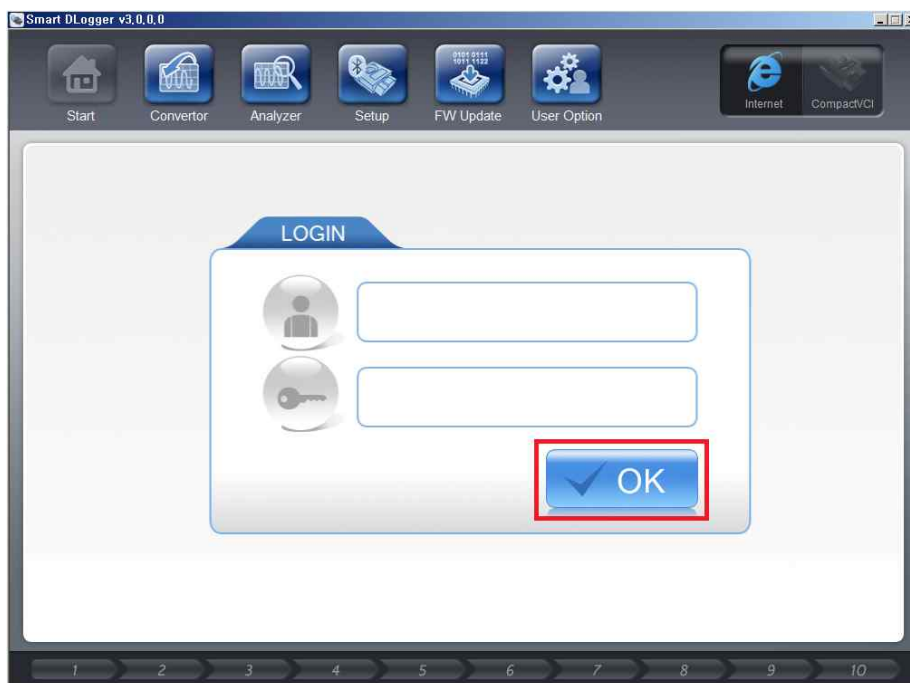 Smart DLogger v3,0,0,0
Start Convertor Analyzer Setup FW Update User Option Internet CompactVCI
0101 0111
1011 1122
LOGIN
OK
1 2 3 4 5 6 7 8 9 10